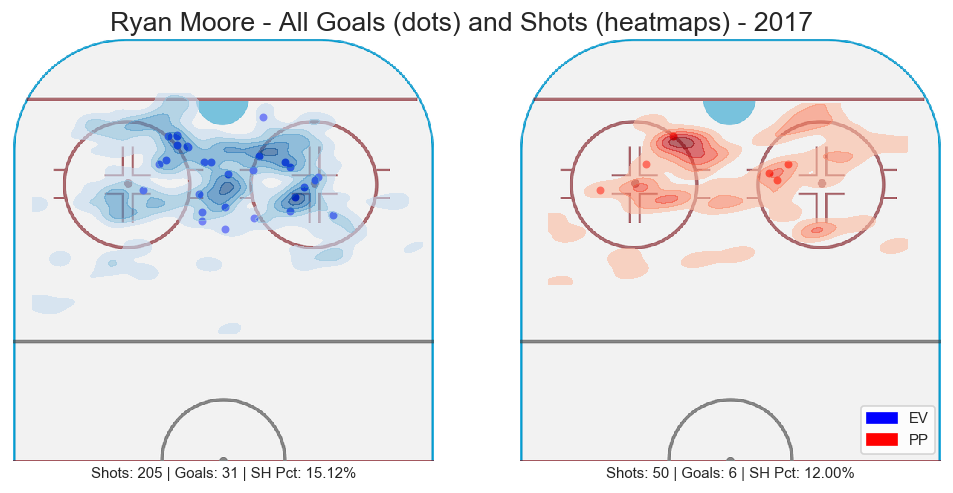 Ryan Moore - All Goals (dots) and Shots (heatmaps) - 2017
EV
PP
Shots: 205 | Goals: 31 | SH Pct: 15.12%
Shots: 50 | Goals: 6 | SH Pct: 12.00%